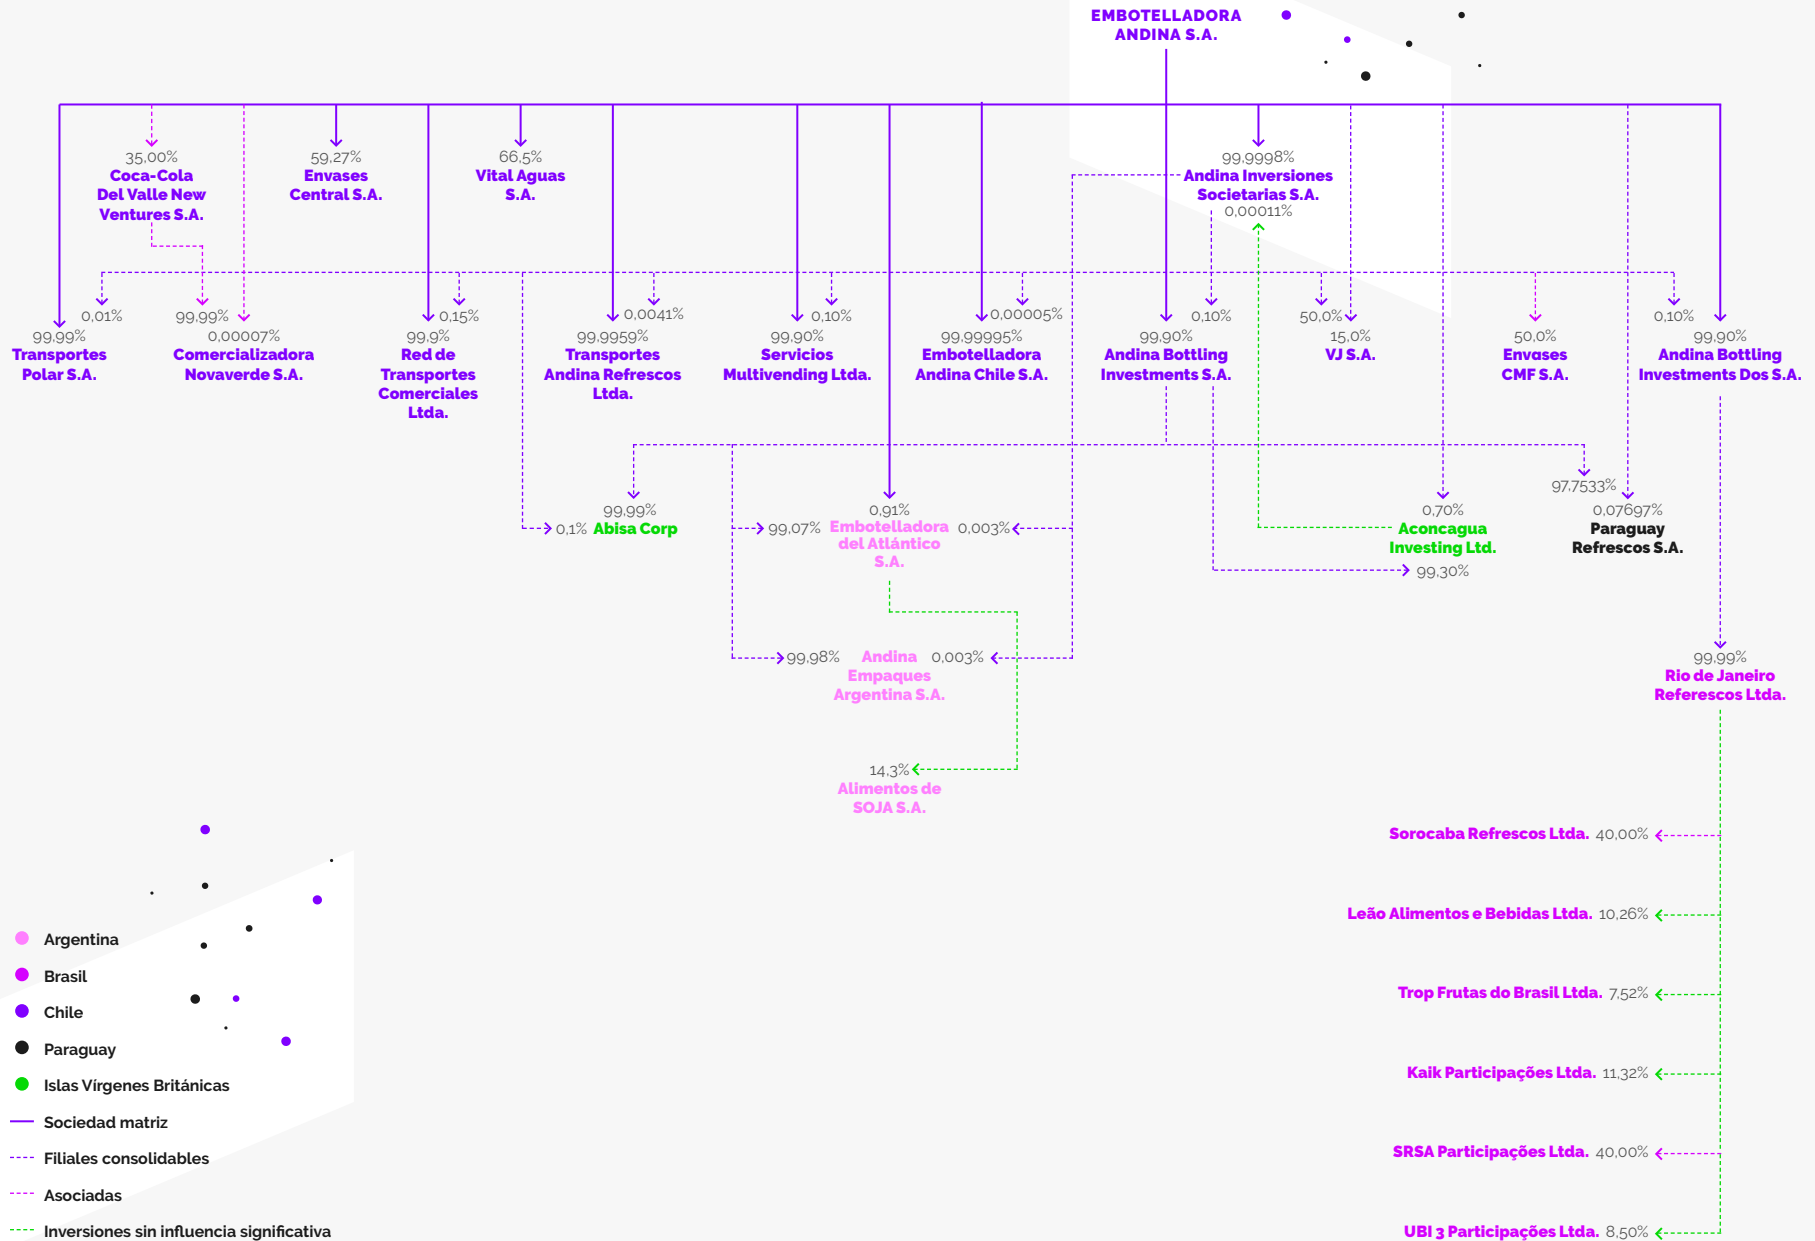 EMBOTELLADORA
ANDINA S.A.
35,00%
Coca-Cola
Del Valle New
Ventures S.A.
59,27%
Envases
Central S.A.
66,5%
Vital Aguas
S.A.
99,9998%
Andina Inversiones
Societarias S.A.
0,00011%
0,01%
99,99%
Transportes
Polar S.A.
99,99%
0,00007%
Comercializadora
Novaverde S.A.
0,15%
99,9%
Red de
Transportes
Comerciales
Ltda.
0,0041%
99,9959%
Transportes
Andina Refrescos
Ltda.
0,10%
99,90%
Servicios
Multivending Ltda.
0,00005%
99,99995%
Embotelladora
Andina Chile S.A.
0,10%
99,90%
Andina Bottling
Investments S.A.
50,0%
15,0%
VJ S.A.
50,0%
Envases
CMF S.A.
0,10%
99,90%
Andina Bottling
Investments Dos S.A.
99,99%
0,1% Abisa Corp
0,91%
99,07% Embotelladora 0,003%
del Atlántico
S.A.
0,70%
Aconcagua
Investing Ltd.
99,30%
97,7533%
0,07697%
Paraguay
Refrescos S.A.
99,98% Andina 0,003%
Empaques
Argentina S.A.
99,99%
Rio de Janeiro
Referescos Ltda.
14,3%
Alimentos de
SOJA S.A.
Sorocaba Refrescos Ltda. 40,00%
Leão Alimentos e Bebidas Ltda. 10,26%
Trop Frutas do Brasil Ltda. 7,52%
Kaik Participações Ltda. 11,32%
SRSA Participações Ltda. 40,00%
UBI 3 Participações Ltda. 8,50%
Argentina
Brasil
Chile
Paraguay
Islas Vírgenes Británicas
Sociedad matriz
Filiales consolidables
Asociadas
Inversiones sin influencia significativa